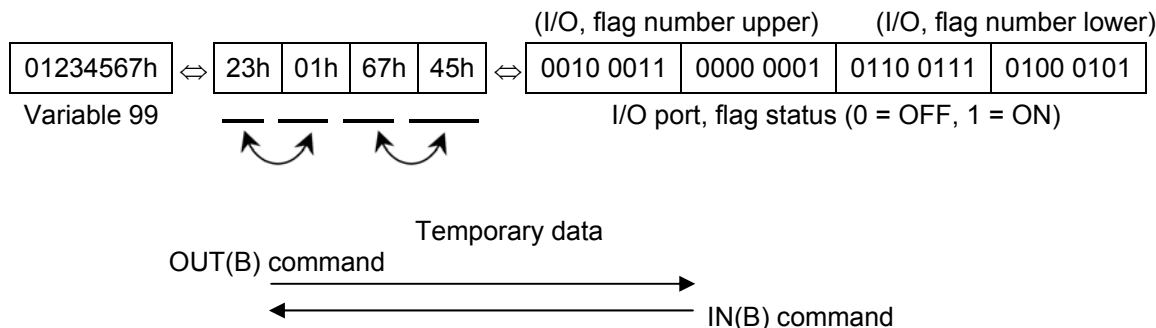 (I/O, flag number upper) (I/O, flag number lower)
01234567h ⇔ 23h 01h 67h 45h ⇔ 0010 0011 0000 0001 0110 0111 0100 0101
Variable 99 I/O port, flag status (0 = OFF, 1 = ON)
Temporary data
OUT(B) command
IN(B) command